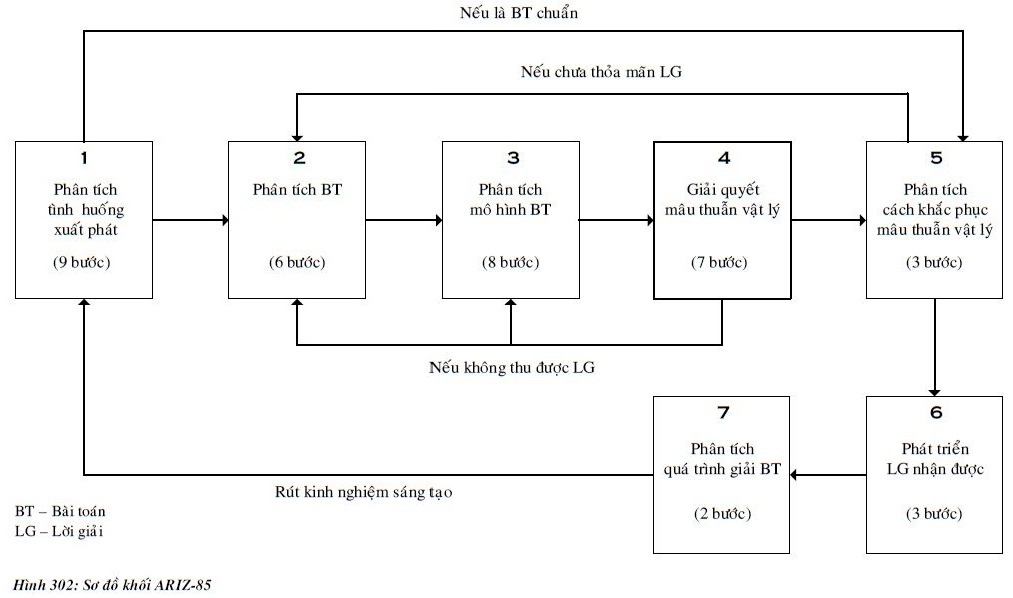 Nếu là BT chuẩn
Nếu chưa thỏa mãn LG
1
Phân tích
tình huống
xuất phát
(9 bước)
2
Phân tích BT
(6 bước)
3
Phân tích
mô hình BT
(8 bước)
4
Giải quyết
mâu thuẫn vật lý
(7 bước)
5
Phân tích
cách khắc phục
mâu thuẫn vật lý
(3 bước)
Nếu không thu được LG
7
Phân tích
quá trình giải BT
(2 bước)
6
Phát triển
LG nhận được
(3 bước)
Rút kinh nghiệm sáng tạo
BT – Bài toán
LG – Lời giải
Hình 302: Sơ đồ khối ARIZ-85